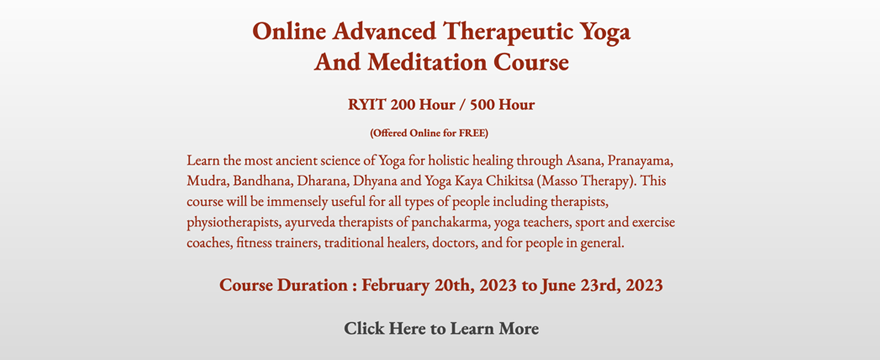 Online Advanced Therapeutic Yoga
And Meditation Course
RYIT 200 Hour / 500 Hour
(Offered Online for FREE)
Learn the most ancient science of Yoga for holistic healing through Asana, Pranayama,
Mudra, Bandhana, Dharana, Dhyana and Yoga Kaya Chikitsa (Masso Therapy). This
course will be immensely useful for all types of people including therapists,
physiotherapists, ayurveda therapists of panchakarma, yoga teachers, sport and exercise
coaches, fitness trainers, traditional healers, doctors, and for people in general.
Course Duration : February 20th, 2023 to June 23rd, 2023
Click Here to Learn More